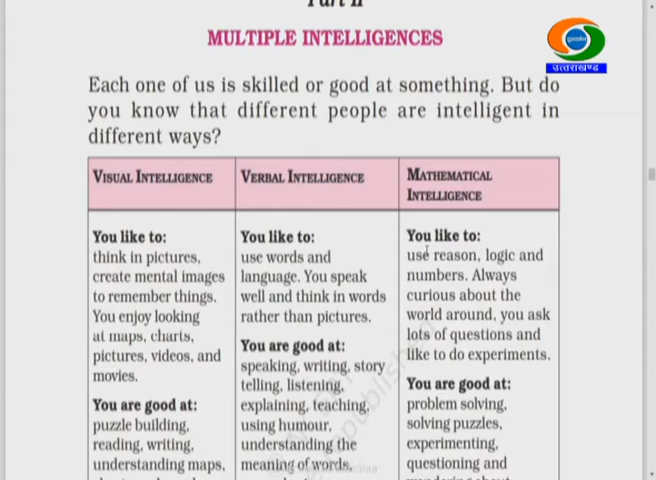 Part II
MULTIPLE INTELLIGENCES
उत्तराखण्ड
Each one of us is skilled or good at something. But do
you know that different people are intelligent in
different ways?
VISUAL INTELLIGENCE
You like to:
think in pictures,
create mental images
to remember things.
You enjoy looking
at maps, charts,
pictures, videos, and
movies.
You are good at:
puzzle building,
reading, writing,
understanding maps,
VERBAL INTELLIGENCE
You like to:
use words and
language. You speak
well and think in words
rather than pictures.
You are good at:
speaking, writing, story
telling, listening,
explaining, teaching,
using humour,
understanding the
meaning of words,
MATHEMATICAL
INTELLIGENCE
You like to:
use reason, logic and
numbers. Always
curious about the
world around, you ask
lots of questions and
like to do experiments.
You are good at:
problem solving,
solving puzzles,
experimenting,
questioning and